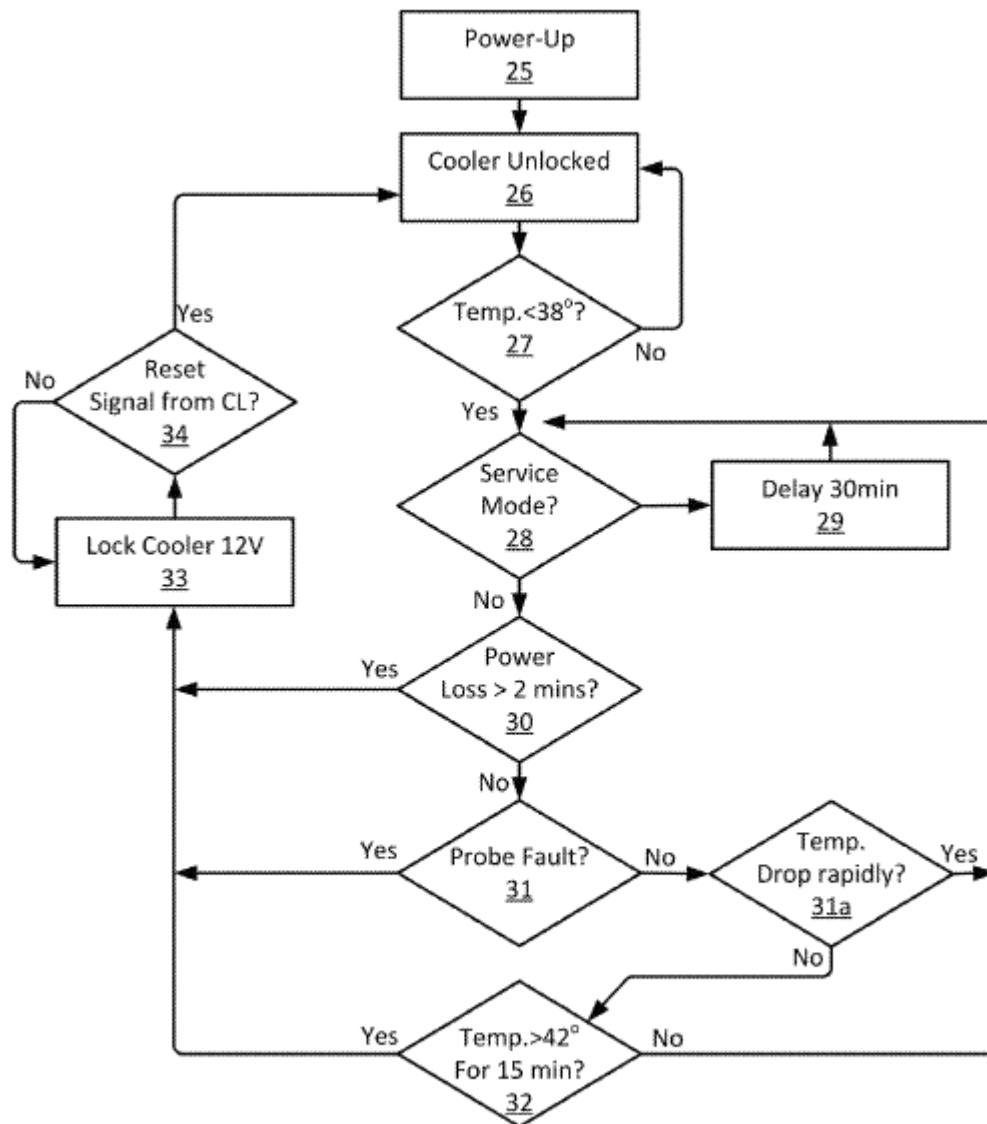 Power-Up
25
Cooler Unlocked
26
Temp.<38°?
27
No
Yes
Yes
Reset
Signal from CL?
34
No
Service
Mode?
28
Delay 30min
29
Lock Cooler 12V
33
No
Power
Loss > 2 mins?
30
Yes
No
Probe Fault?
31
Yes
No
Temp.
Drop rapidly?
31a
Yes
No
Temp.>42°
For 15 min?
32
Yes
No